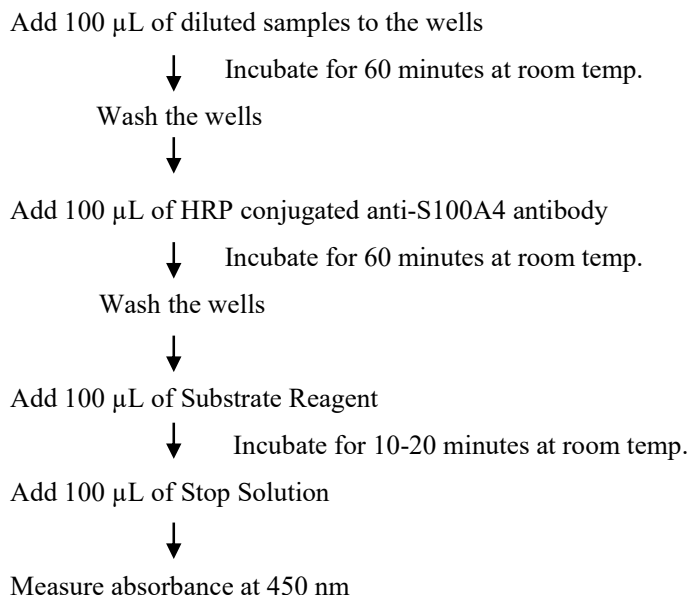 Add 100 µL of diluted samples to the wells
Incubate for 60 minutes at room temp.
Wash the wells
Add 100 µL of HRP conjugated anti-S100A4 antibody
Incubate for 60 minutes at room temp.
Wash the wells
Add 100 µL of Substrate Reagent
Incubate for 10-20 minutes at room temp.
Add 100 µL of Stop Solution
Measure absorbance at 450 nm